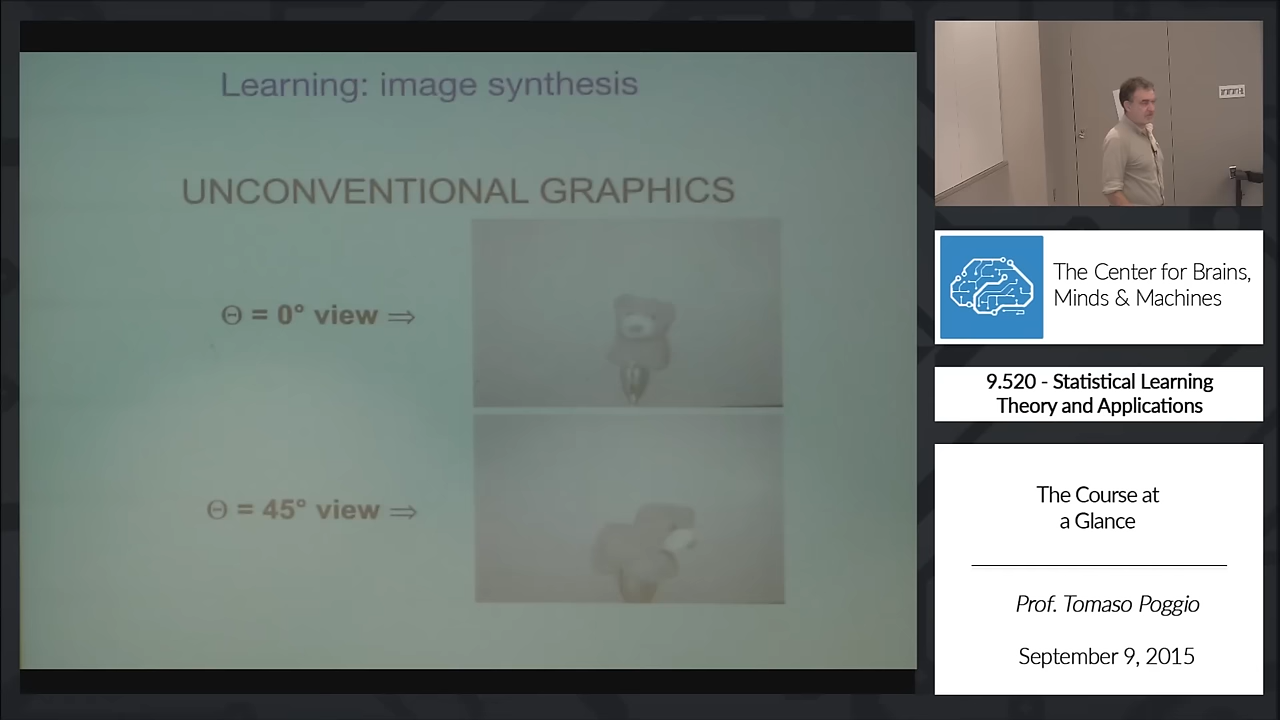 Learning: image synthesis
UNCONVENTIONAL GRAPHICS
Θ = 0° view ⇒
Θ = 45° view ⇒
The Center for Brains,
Minds & Machines
9.520 - Statistical Learning
Theory and Applications
The Course at
a Glance
Prof. Tomaso Poggio
September 9, 2015